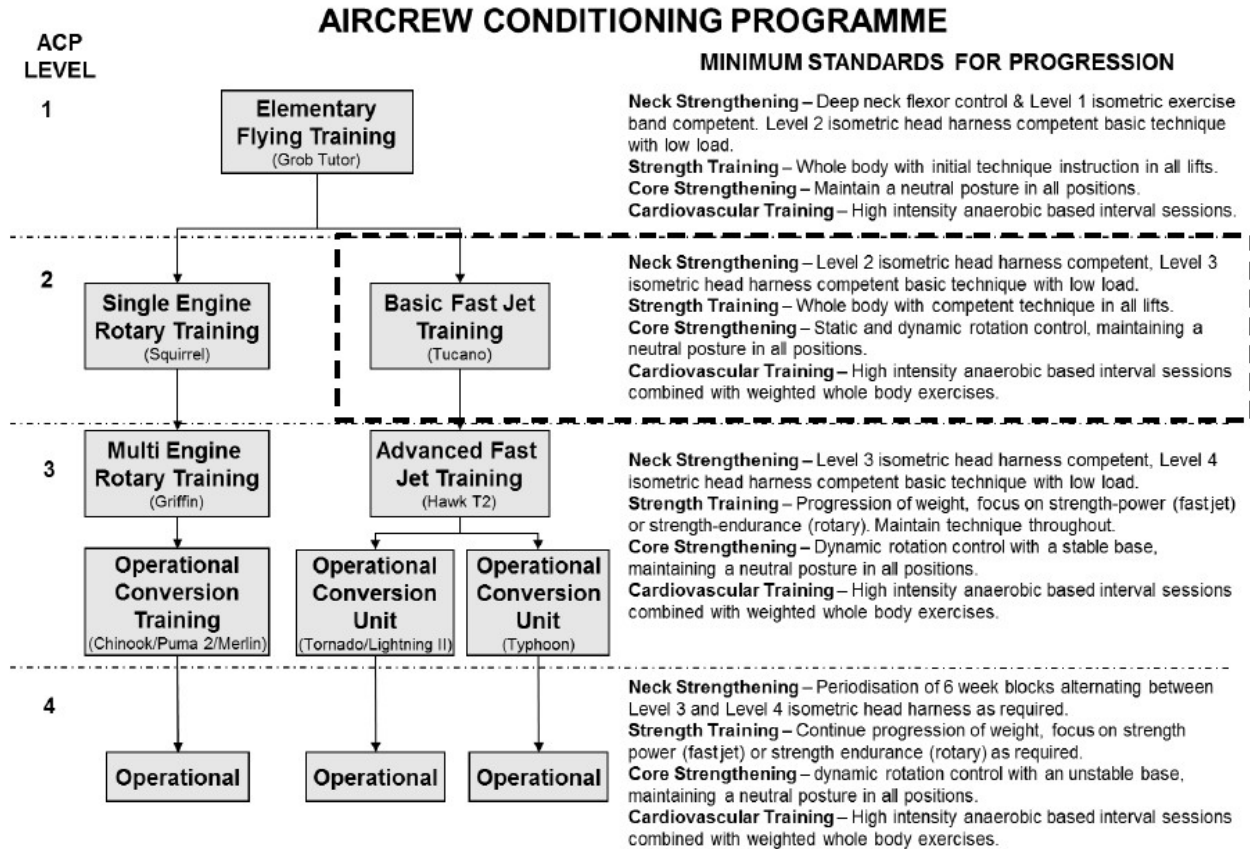 AIRCREW CONDITIONING PROGRAMME
ACP
LEVEL
MINIMUM STANDARDS FOR PROGRESSION
1
Elementary
Flying Training
(Grob Tutor)
Neck Strengthening – Deep neck flexor control & Level 1 isometric exercise
band competent. Level 2 isometric head harness competent basic technique
with low load.
Strength Training – Whole body with initial technique instruction in all lifts.
Core Strengthening – Maintain a neutral posture in all positions.
Cardiovascular Training – High intensity anaerobic based interval sessions.
2
Single Engine
Rotary Training
(Squirrel)
Basic Fast Jet
Training
(Tucano)
Neck Strengthening – Level 2 isometric head harness competent, Level 3
isometric head harness competent basic technique with low load.
Strength Training – Whole body with competent technique in all lifts.
Core Strengthening – Static and dynamic rotation control, maintaining a
neutral posture in all positions.
Cardiovascular Training – High intensity anaerobic based interval sessions
combined with weighted whole body exercises.
3
Multi Engine
Rotary Training
(Griffin)
Advanced Fast
Jet Training
(Hawk T2)
Operational
Conversion
Training
(Chinook/Puma 2/Merlin)
Operational
Conversion
Unit
(Tornado/Lightning II)
Operational
Conversion
Unit
(Typhoon)
Neck Strengthening – Level 3 isometric head harness competent, Level 4
isometric head harness competent basic technique with low load.
Strength Training – Progression of weight, focus on strength-power (fast jet)
or strength-endurance (rotary). Maintain technique throughout.
Core Strengthening – Dynamic rotation control with a stable base,
maintaining a neutral posture in all positions.
Cardiovascular Training – High intensity anaerobic based interval sessions
combined with weighted whole body exercises.
4
Operational
Operational
Operational
Neck Strengthening – Periodisation of 6 week blocks alternating between
Level 3 and Level 4 isometric head harness as required.
Strength Training – Continue progression of weight, focus on strength
power (fast jet) or strength endurance (rotary) as required.
Core Strengthening – dynamic rotation control with an unstable base,
maintaining a neutral posture in all positions.
Cardiovascular Training – High intensity anaerobic based interval sessions
combined with weighted whole body exercises.